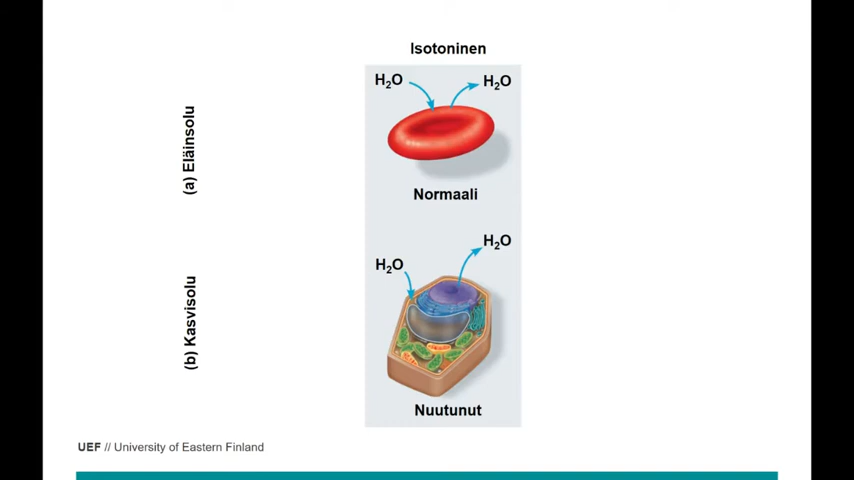 Isotoninen
H₂O
H₂O
(a) Eläinsolu
Normaali
H₂O
H₂O
(b) Kasvisolu
Nuutunut
UEF // University of Eastern Finland